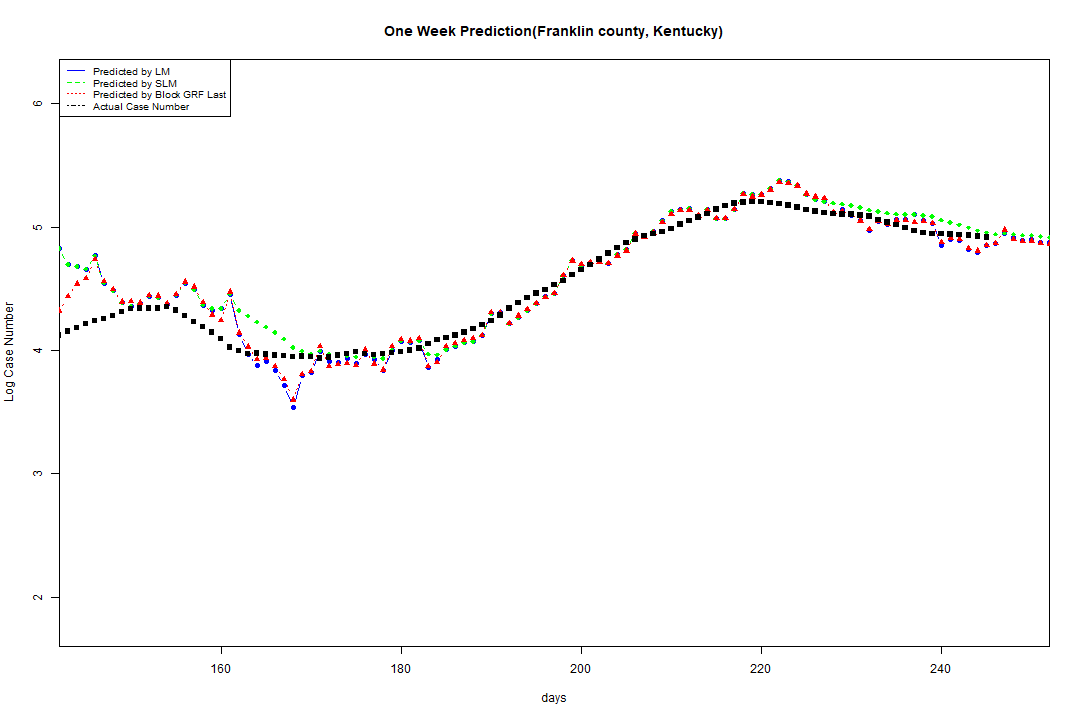 One Week Prediction(Franklin county, Kentucky)
Predicted by LM
Predicted by SLM
Predicted by Block GRF Last
Actual Case Number
6
5
4
3
2
Log Case Number
160 180 200 220 240
days